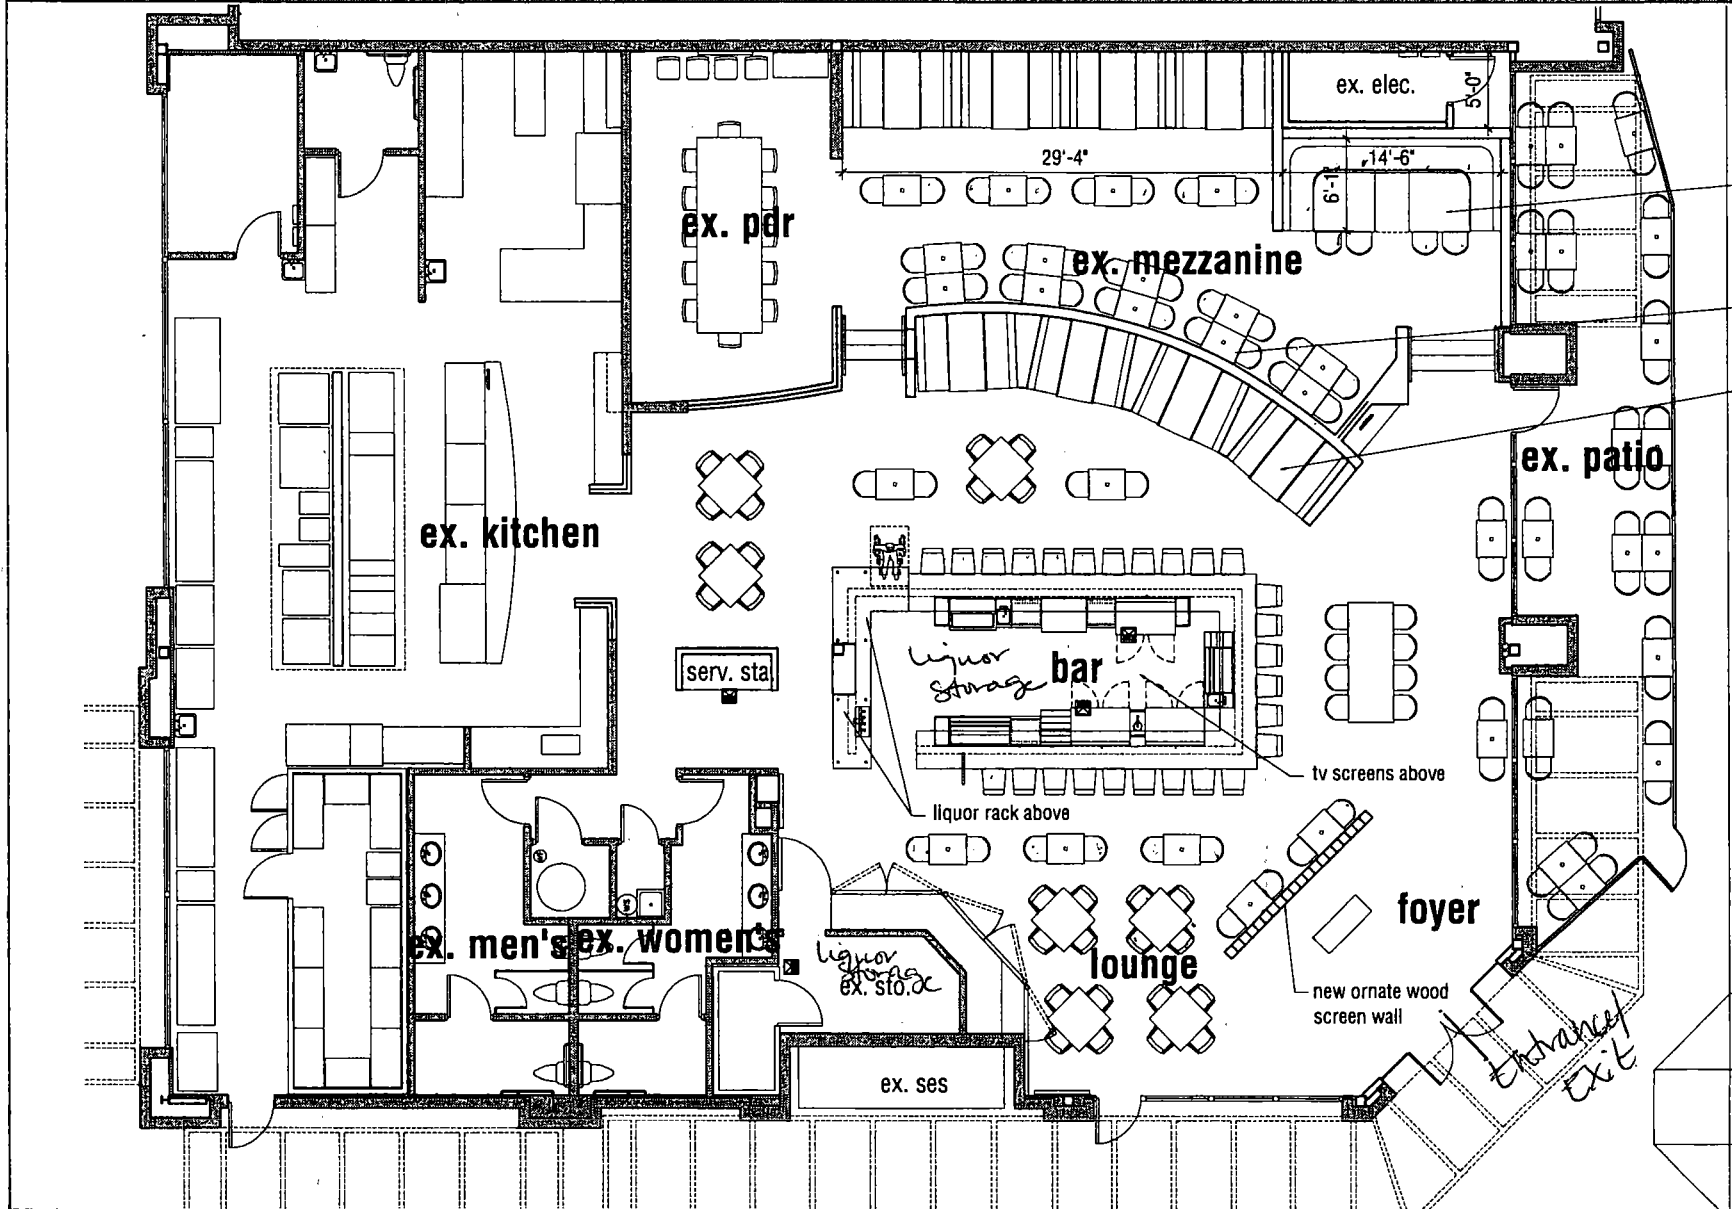 ex. elec.
5'-0"
29'-4"
14'-6"
6'-1"
ex. pdr
ex. mezzanine
ex. patio
ex. kitchen
serv. sta
liquor
storage
bar
tv screens above
liquor rack above
foyer
ex. men's
ex. women's
liquor
storage
ex. sto.
lounge
new ornate wood
screen wall
Entrance/
Exit
ex. ses